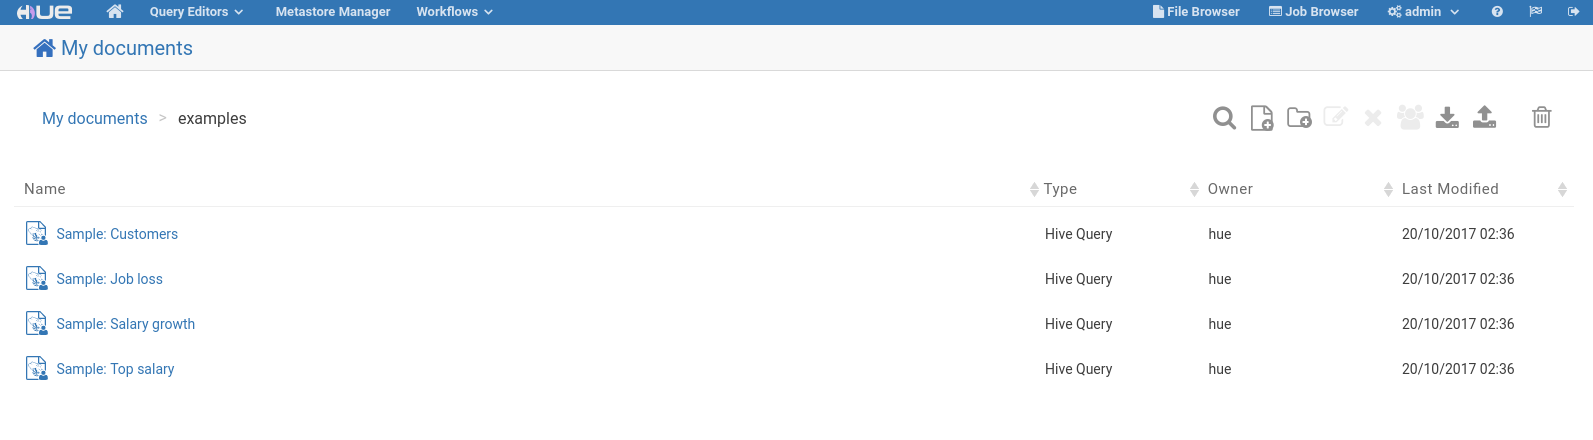 HUE Query Editors Metastore Manager Workflows File Browser Job Browser admin
My documents
My documents > examples
Name Type Owner Last Modified
Sample: Customers Hive Query hue 20/10/2017 02:36
Sample: Job loss Hive Query hue 20/10/2017 02:36
Sample: Salary growth Hive Query hue 20/10/2017 02:36
Sample: Top salary Hive Query hue 20/10/2017 02:36